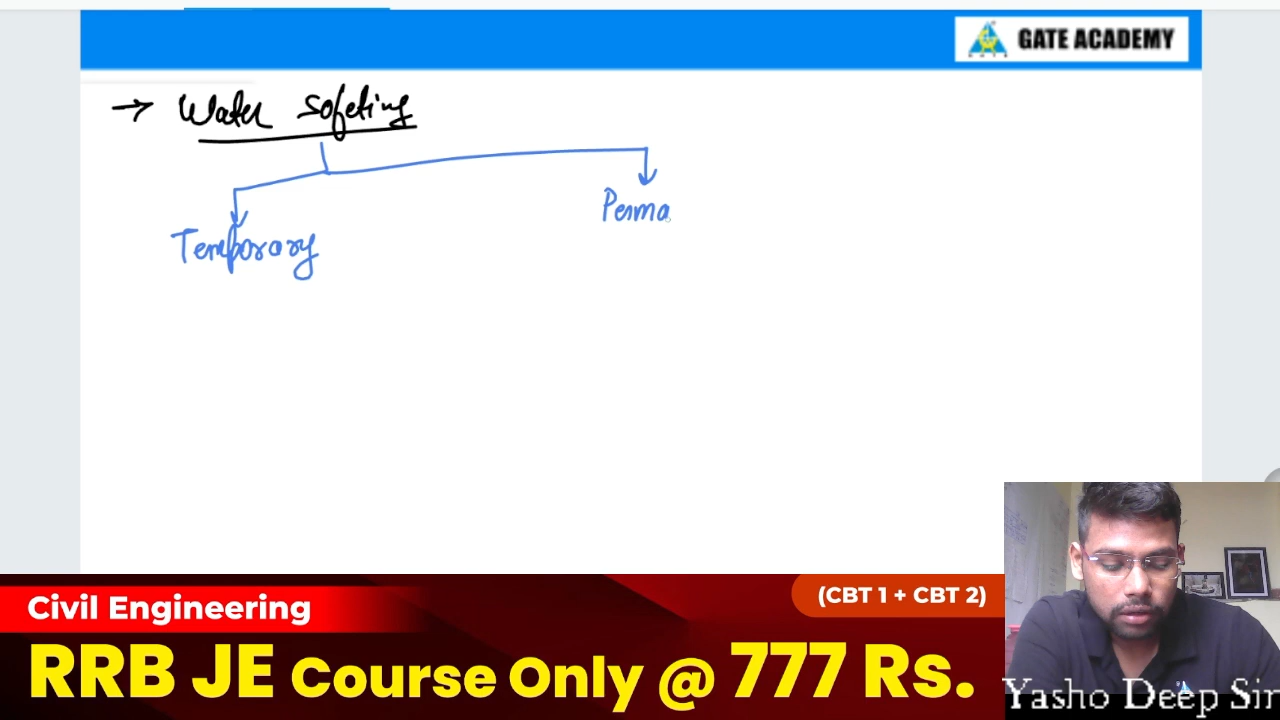 GATE ACADEMY
→ Water Sofeting
Perma
Temporary
(CBT 1 + CBT 2)
Civil Engineering
RRB JE Course Only @ 777 Rs.
Yasho Deep Sir